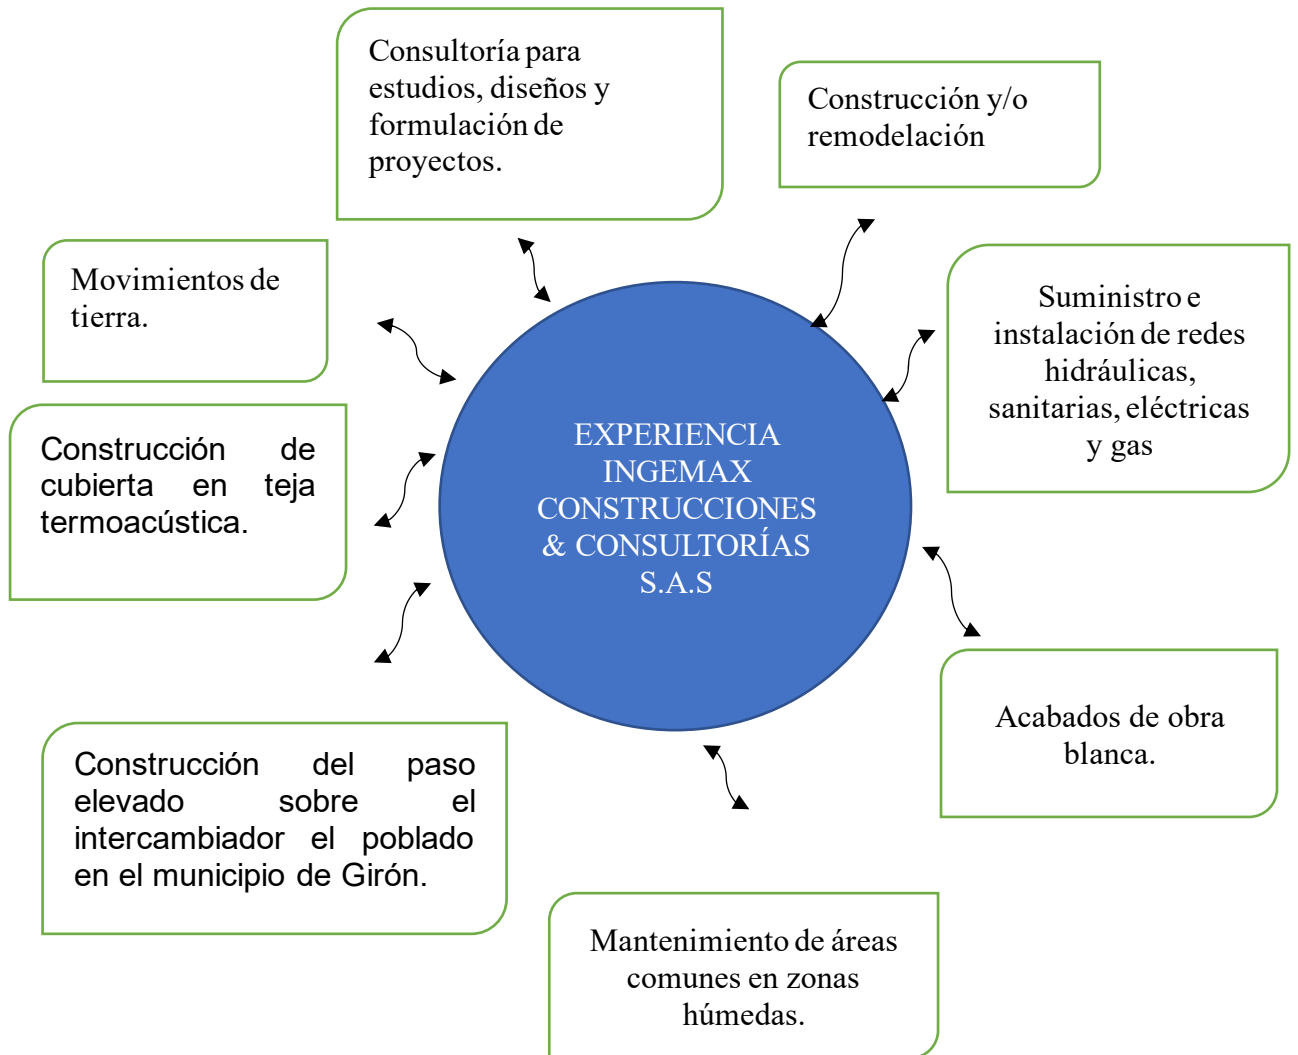 Consultoría para
estudios, diseños y
formulación de
proyectos.
Construcción y/o
remodelación
Movimientos de
tierra.
Suministro e
instalación de redes
hidráulicas,
sanitarias, eléctricas
y gas
Construcción de
cubierta en teja
termoacústica.
EXPERIENCIA
INGEMAX
CONSTRUCCIONES
& CONSULTORÍAS
S.A.S
Acabados de obra
blanca.
Construcción del paso
elevado sobre el
intercambiador el poblado
en el municipio de Girón.
Mantenimiento de áreas
comunes en zonas
húmedas.